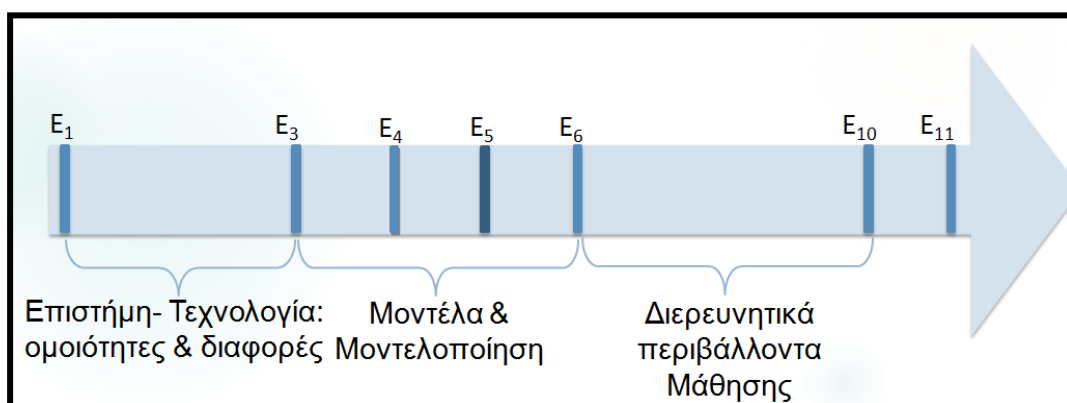 E1 E3 E4 E5 E6 E10 E11
Επιστήμη- Τεχνολογία:
ομοιότητες & διαφορές
Μοντέλα &
Μοντελοποίηση
Διερευνητικά
περιβάλλοντα
Μάθησης